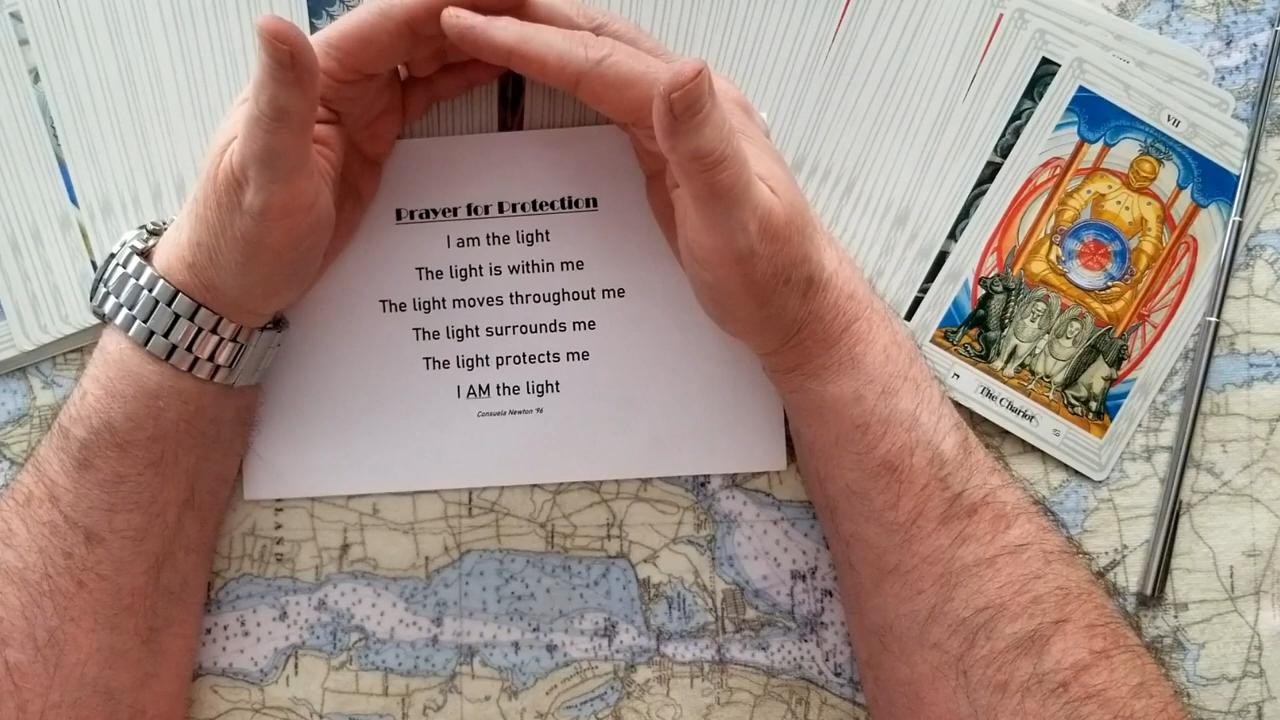 Prayer for Protection
I am the light
The light is within me
The light moves throughout me
The light surrounds me
The light protects me
I AM the light
Consuela Newton '96
VII
The Chariot
LAND